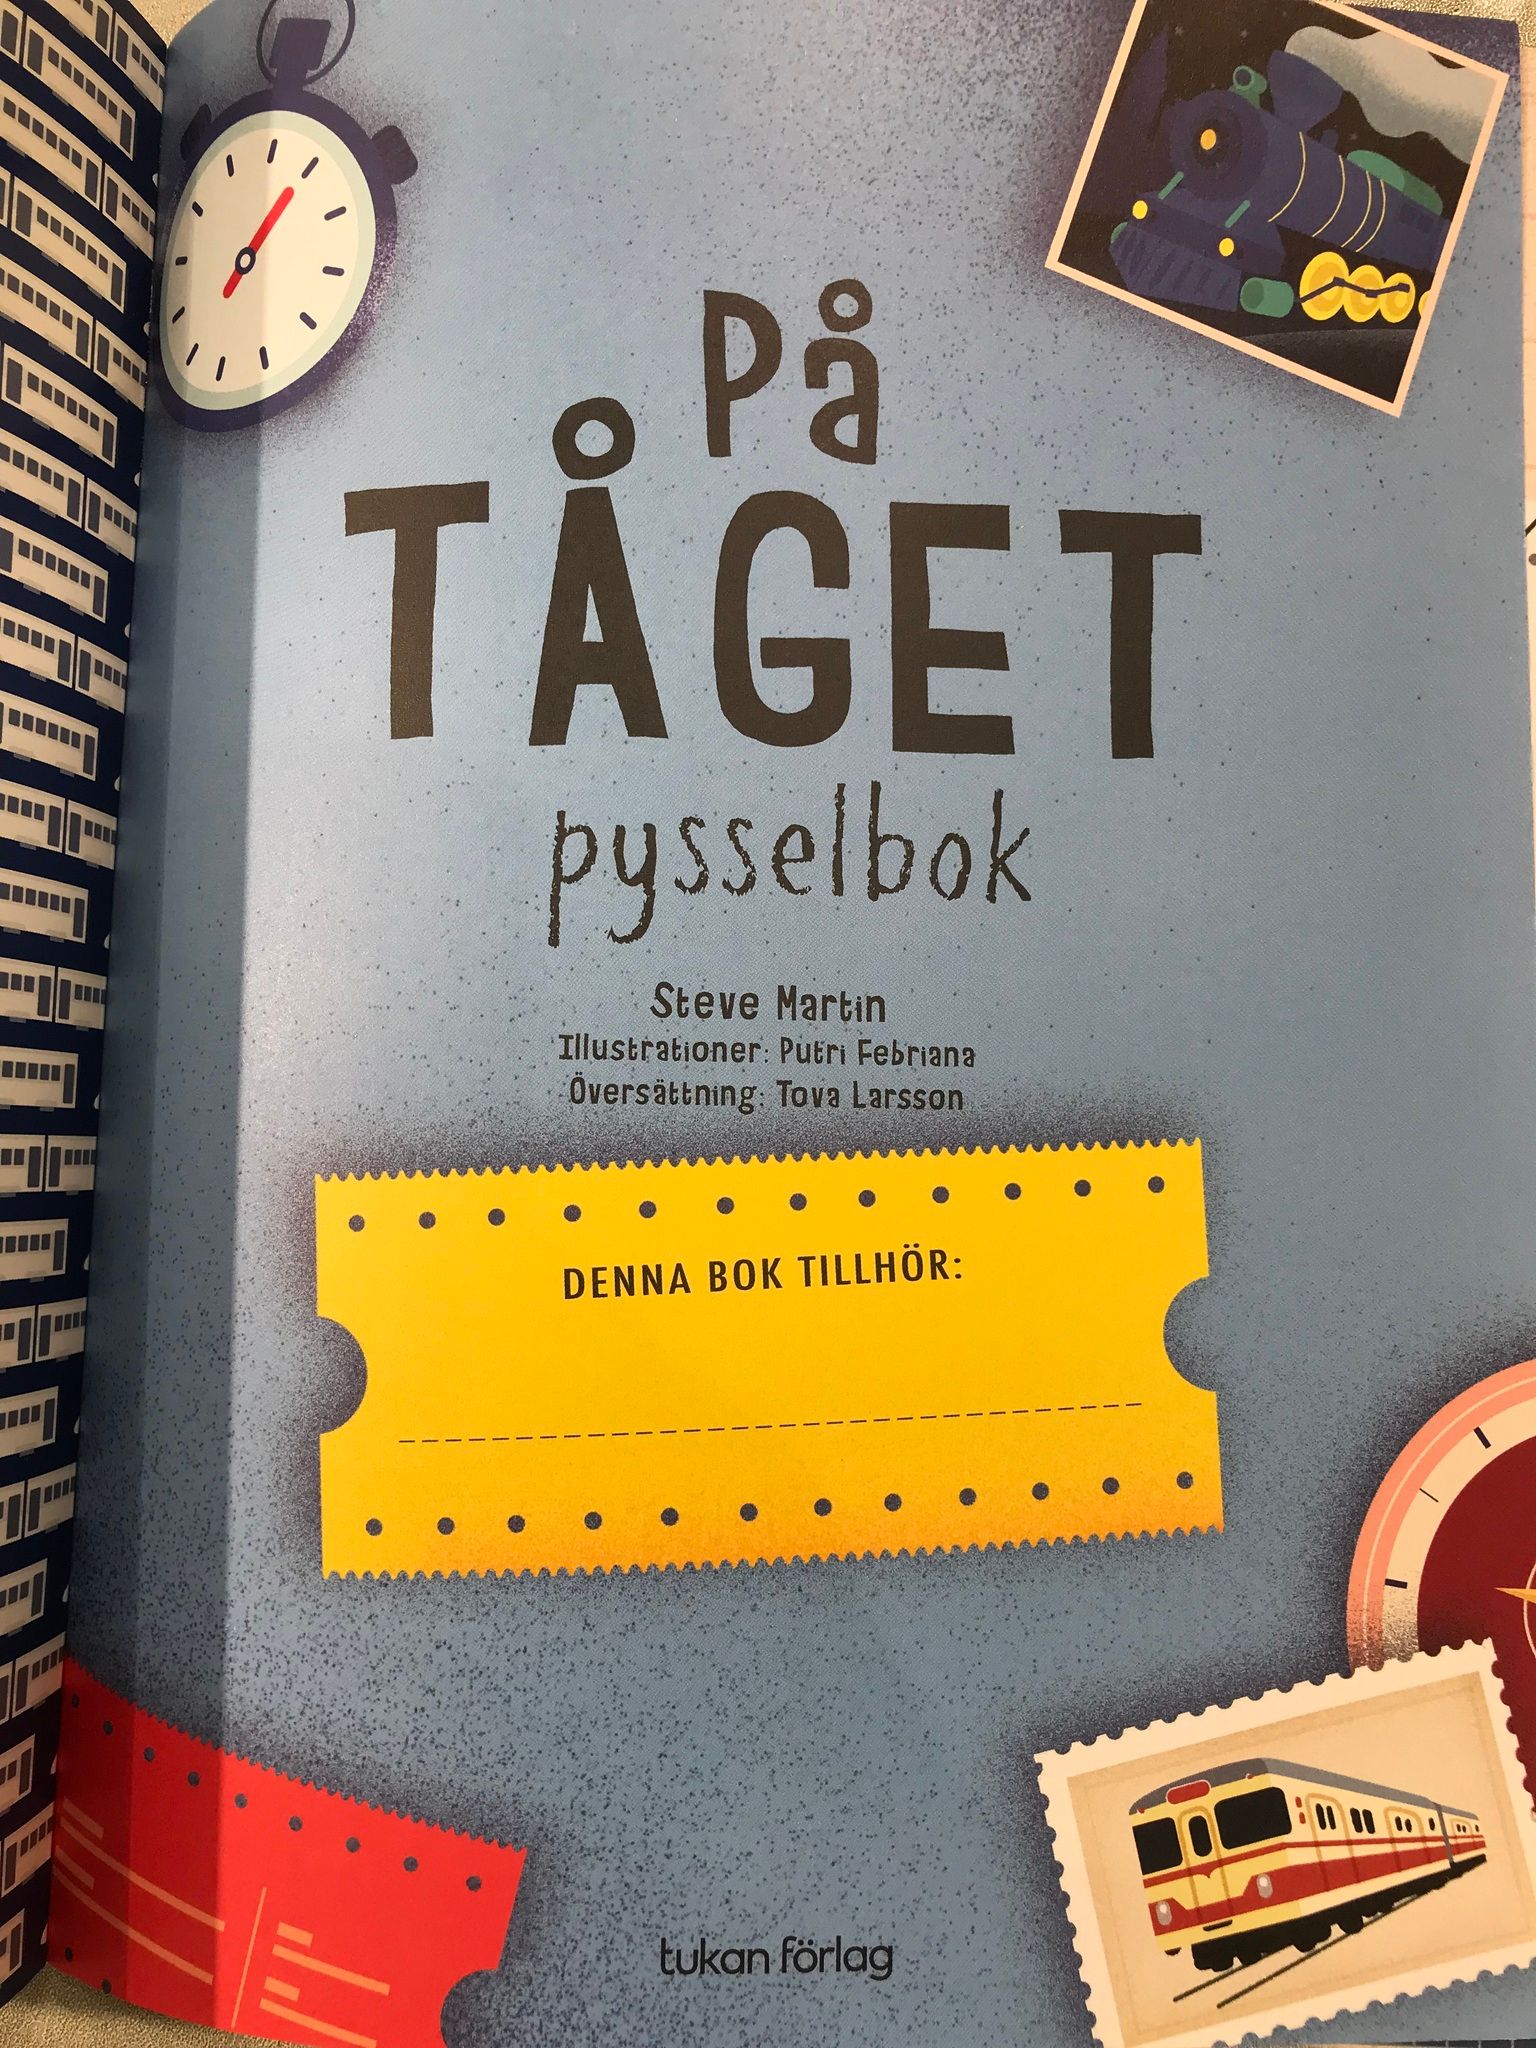 På
TÅGET
pysselbok
Steve Martin
Illustrationer: Putri Febriana
Översättning: Tova Larsson
DENNA BOK TILLHÖR:
tukan förlag